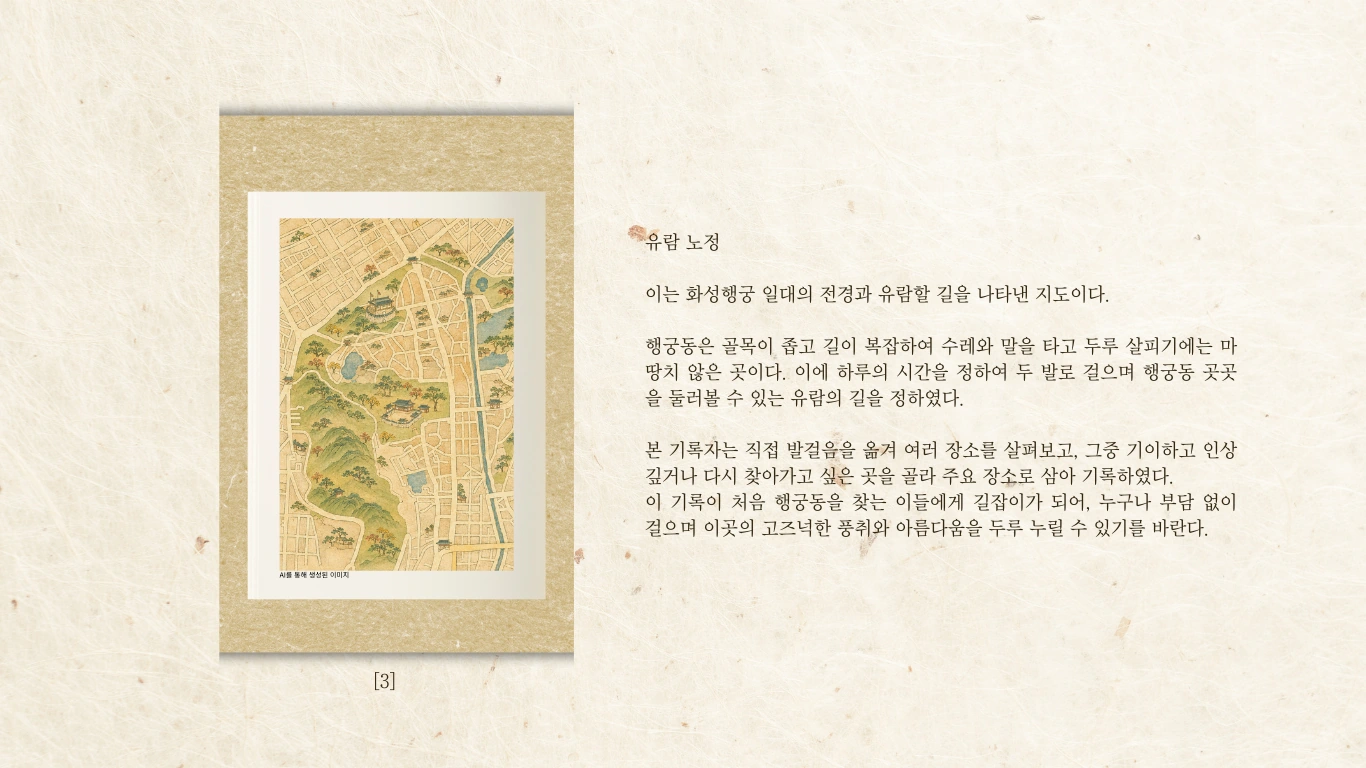 유람 노정
이는 화성행궁 일대의 전경과 유람할 길을 나타낸 지도이다.
행궁동은 골목이 좁고 길이 복잡하여 수레와 말을 타고 두루 살피기에는 마
땅치 않은 곳이다. 이에 하루의 시간을 정하여 두 발로 걸으며 행궁동 곳곳
을 둘러볼 수 있는 유람의 길을 정하였다.
본 기록자는 직접 발걸음을 옮겨 여러 장소를 살펴보고, 그중 기이하고 인상
깊거나 다시 찾아가고 싶은 곳을 골라 주요 장소로 삼아 기록하였다.
이 기록이 처음 행궁동을 찾는 이들에게 길잡이가 되어, 누구나 부담 없이
걸으며 이곳의 고즈넉한 풍취와 아름다움을 두루 누릴 수 있기를 바란다.
AI를 통해 생성된 이미지
[3]